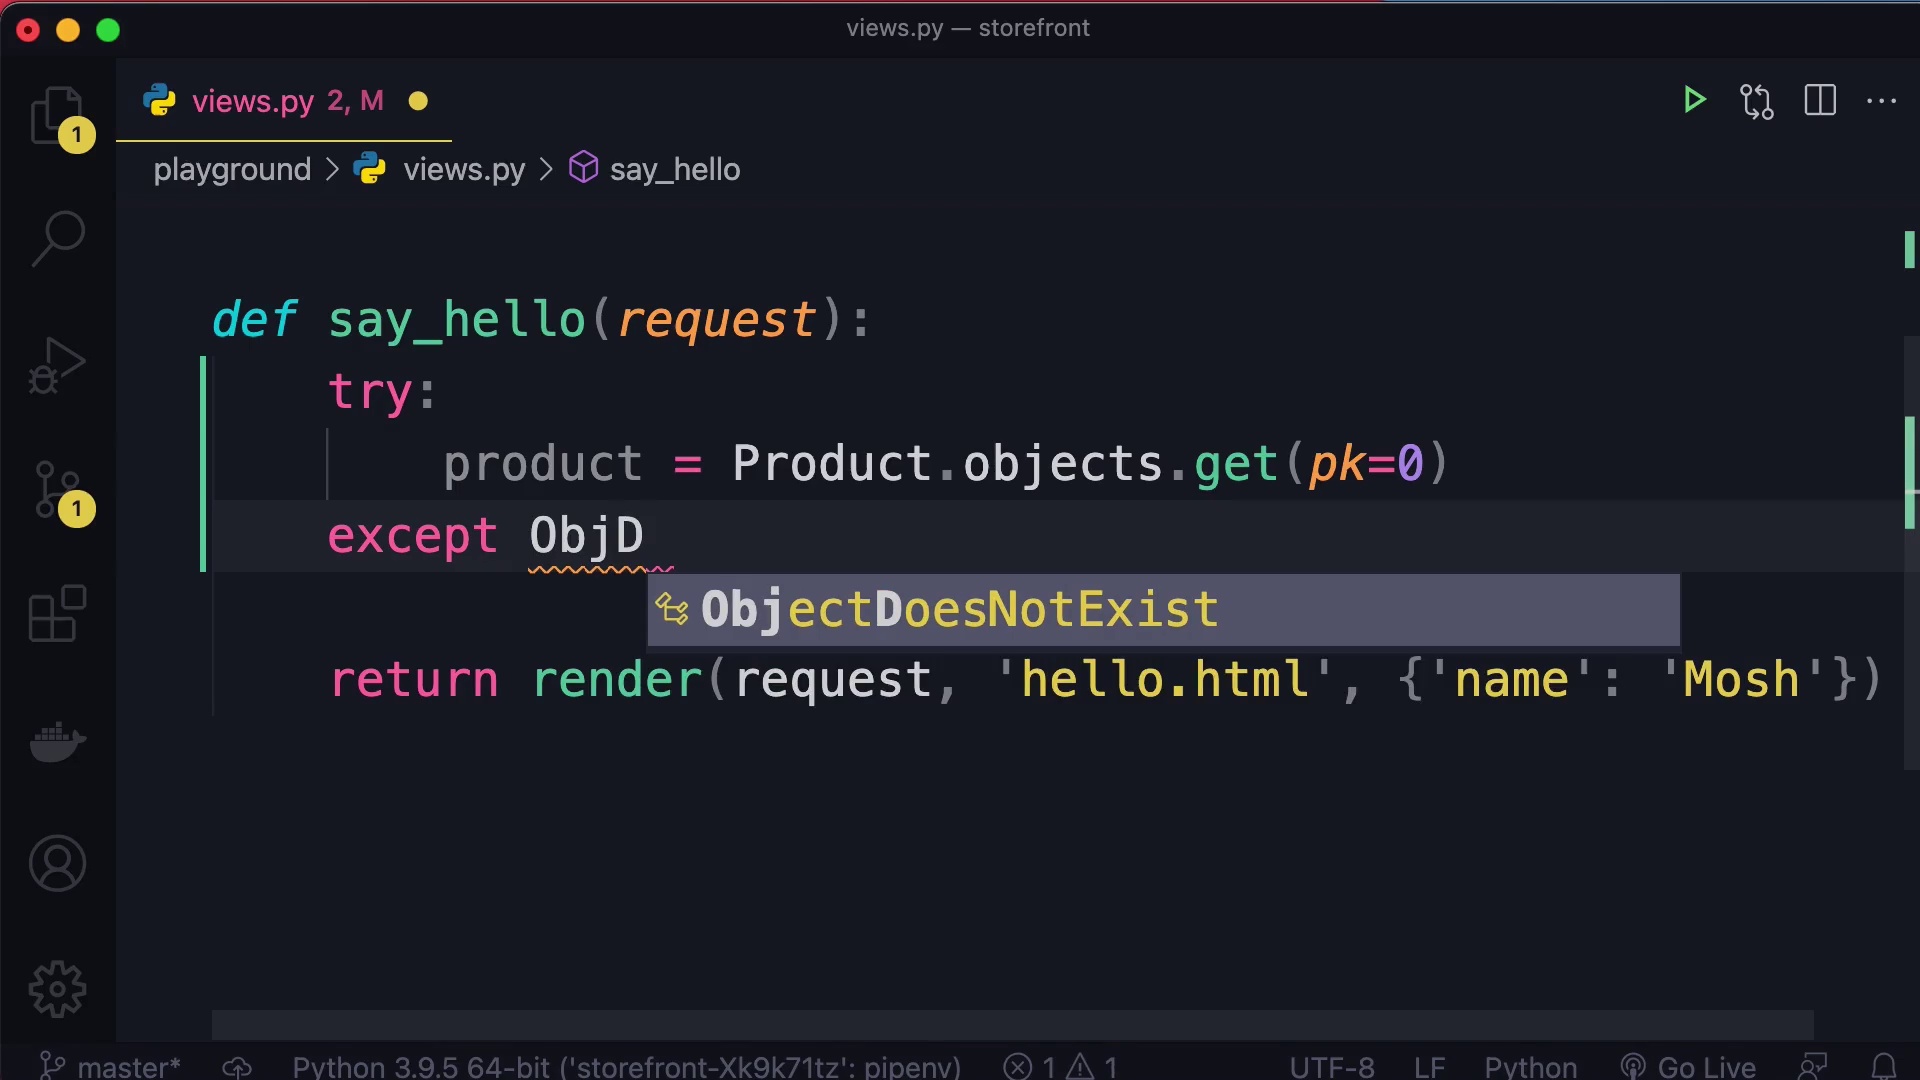 views.py — storefront
views.py 2, M
playground > views.py > say_hello
1
def say_hello(request):
try:
product = Product.objects.get(pk=0)
except ObjD
1
ObjectDoesNotExist
return render(request, 'hello.html', {'name': 'Mosh'})
master* Python 3.9.5 64-bit ('storefront-Xk9k71tz': pipenv) 1 1 UTF-8 LF Python Go Live